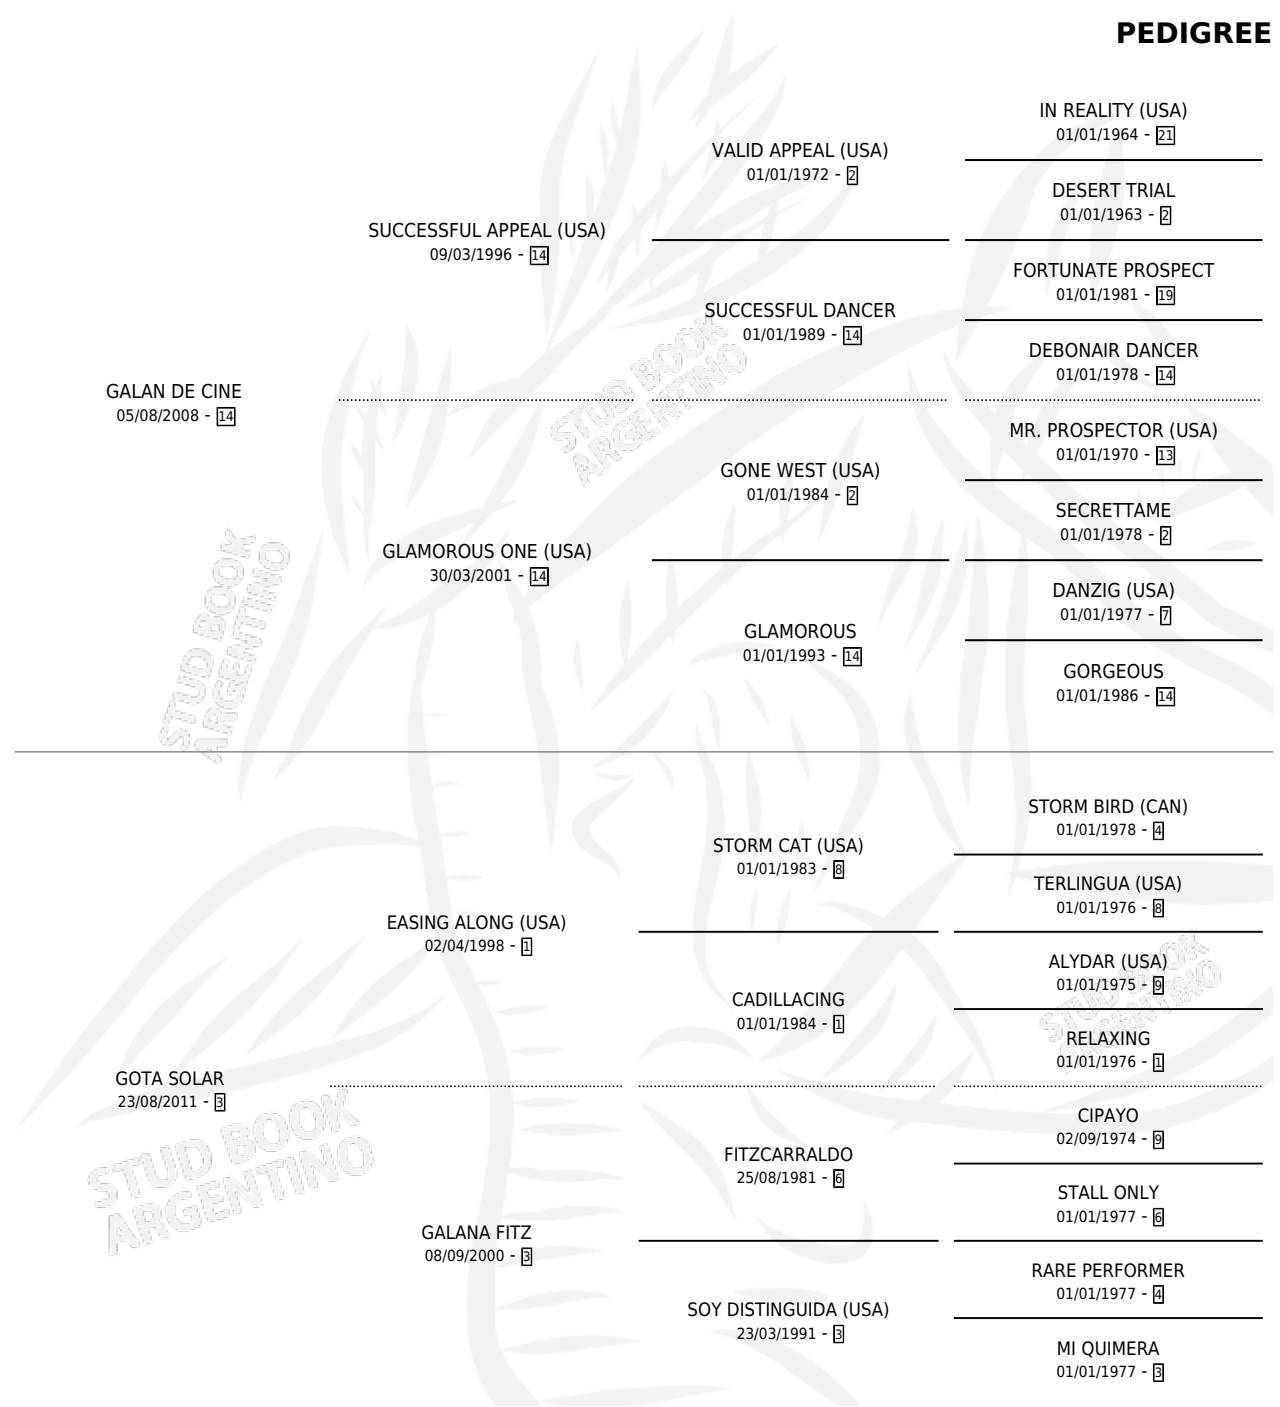 PEDIGREE
IN REALITY (USA)
01/01/1964 - 21
VALID APPEAL (USA)
01/01/1972 - 2
DESERT TRIAL
01/01/1963 - 2
SUCCESSFUL APPEAL (USA)
09/03/1996 - 14
FORTUNATE PROSPECT
01/01/1981 - 19
SUCCESSFUL DANCER
01/01/1989 - 14
DEBONAIR DANCER
01/01/1978 - 14
GALAN DE CINE
05/08/2008 - 14
MR. PROSPECTOR (USA)
01/01/1970 - 13
GONE WEST (USA)
01/01/1984 - 2
SECRETTAME
01/01/1978 - 2
GLAMOROUS ONE (USA)
30/03/2001 - 14
DANZIG (USA)
01/01/1977 - 7
GLAMOROUS
01/01/1993 - 14
GORGEOUS
01/01/1986 - 14
STORM BIRD (CAN)
01/01/1978 - 4
STORM CAT (USA)
01/01/1983 - 8
TERLINGUA (USA)
01/01/1976 - 8
EASING ALONG (USA)
02/04/1998 - 1
ALYDAR (USA)
01/01/1975 - 9
CADILLACING
01/01/1984 - 1
RELAXING
01/01/1976 - 1
GOTA SOLAR
23/08/2011 - 3
CIPAYO
02/09/1974 - 9
FITZCARRALDO
25/08/1981 - 6
STALL ONLY
01/01/1977 - 6
GALANA FITZ
08/09/2000 - 3
RARE PERFORMER
01/01/1977 - 4
SOY DISTINGUIDA (USA)
23/03/1991 - 3
MI QUIMERA
01/01/1977 - 3
STUD BOOK
ARGENTINO
STUD BOOK
ARGENTINO
STUD BOOK
ARGENTINO
STUD BOOK
ARGENTINO